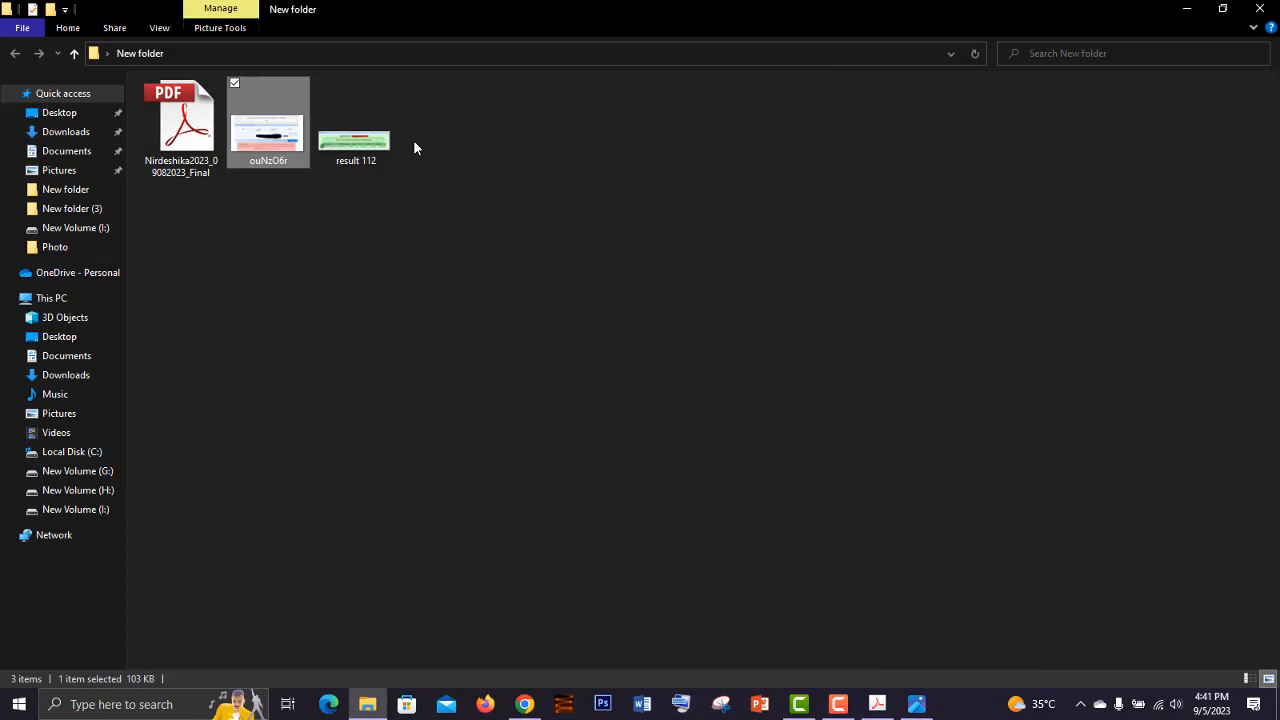 Manage
New folder
File
Home
Share
View
Picture Tools
New folder
Search New folder
Quick access
Desktop
Downloads
Documents
Pictures
New folder
New folder (3)
New Volume (I:)
Photo
OneDrive - Personal
This PC
3D Objects
Desktop
Documents
Downloads
Music
Pictures
Videos
Local Disk (C:)
New Volume (G:)
New Volume (H:)
New Volume (I:)
Network
PDF
Nirdeshika2023_0
9082023_Final
ouNzO6r
result 112
3 items
1 item selected 103 KB
Type here to search
Ps
35°C
4:41 PM
9/5/2023